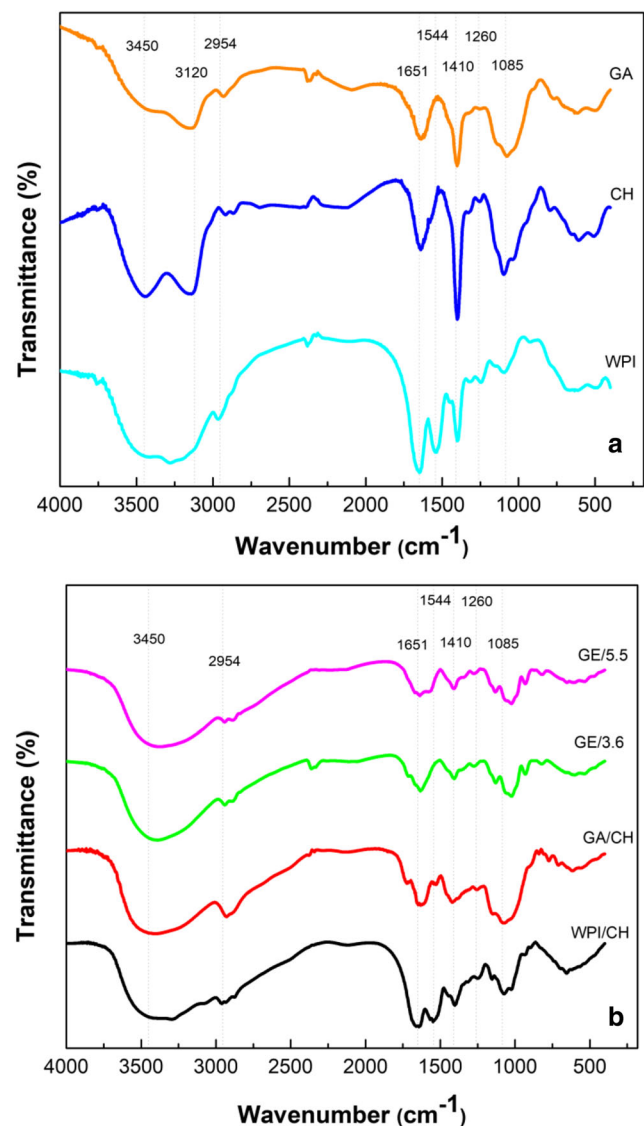 1544 1260
3450 2954
3120 1651 1410 1085
GA
CH
WPI
Transmittance (%)
a
4000 3500 3000 2500 2000 1500 1000 500
Wavenumber (cm-1)
1544 1260
3450 1651 1410 1085
2954
GE/5.5
GE/3.6
GA/CH
WPI/CH
Transmittance (%)
b
4000 3500 3000 2500 2000 1500 1000 500
Wavenumber (cm-1)